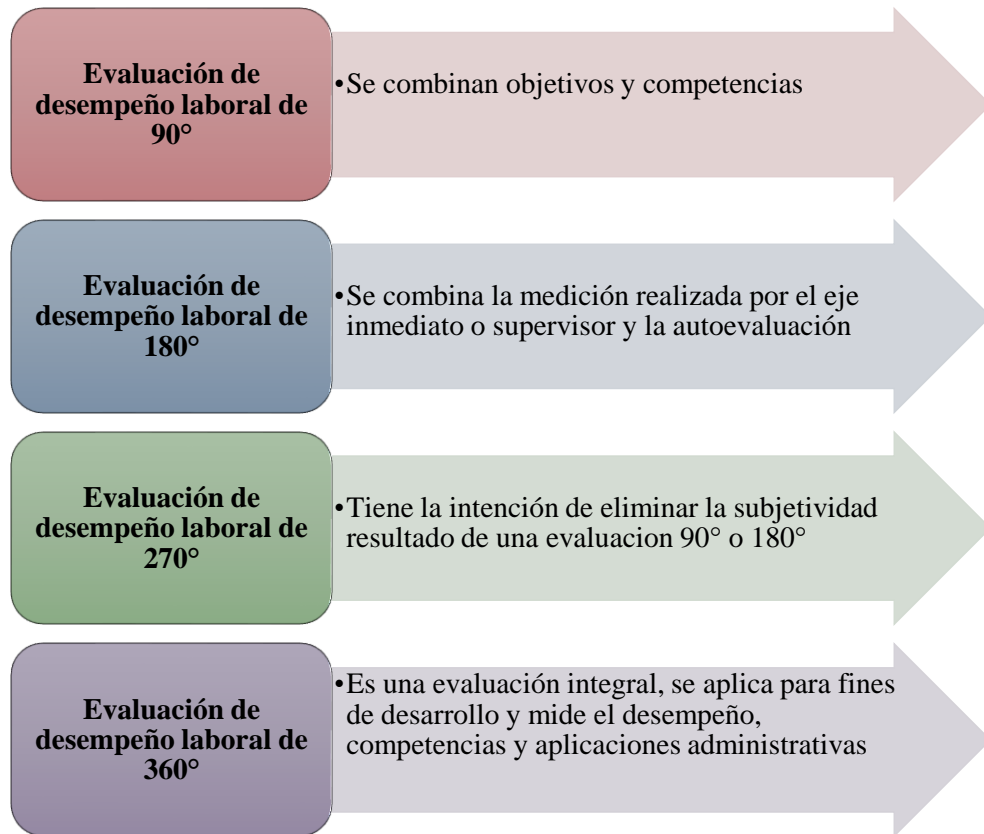 Evaluación de
desempeño laboral de
90°
•Se combinan objetivos y competencias
Evaluación de
desempeño laboral de
180°
•Se combina la medición realizada por el eje
inmediato o supervisor y la autoevaluación
Evaluación de
desempeño laboral de
270°
•Tiene la intención de eliminar la subjetividad
resultado de una evaluacion 90° o 180°
Evaluación de
desempeño laboral de
360°
•Es una evaluación integral, se aplica para fines
de desarrollo y mide el desempeño,
competencias y aplicaciones administrativas